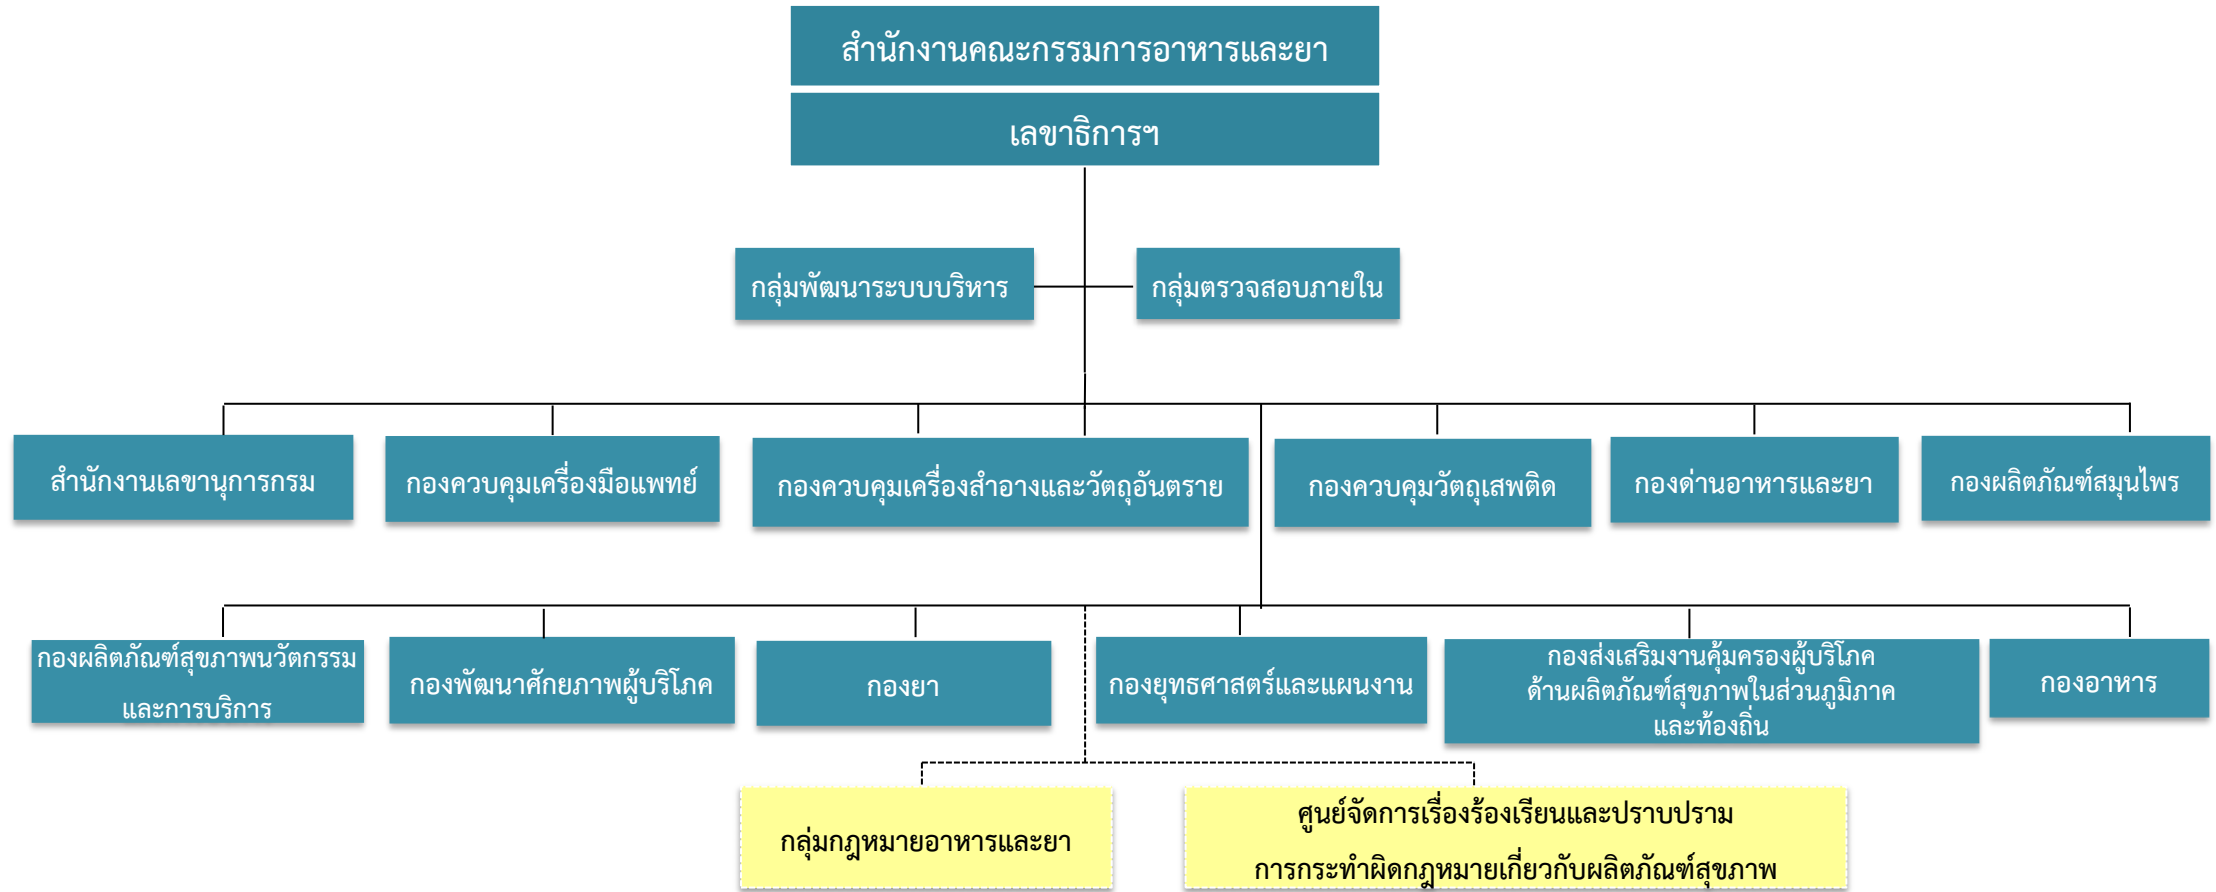 สำนักงานคณะกรรมการอาหารและยา
เลขาธิการฯ
กลุ่มพัฒนาระบบบริหาร
กลุ่มตรวจสอบภายใน
สำนักงานเลขานุการกรม
กองควบคุมเครื่องมือแพทย์
กองควบคุมเครื่องสำอางและวัตถุอันตราย
กองควบคุมวัตถุเสพติด
กองด่านอาหารและยา
กองผลิตภัณฑ์สมุนไพร
กองผลิตภัณฑ์สุขภาพนวัตกรรม
และการบริการ
กองพัฒนาศักยภาพผู้บริโภค
กองยา
กองยุทธศาสตร์และแผนงาน
กองส่งเสริมงานคุ้มครองผู้บริโภค
ด้านผลิตภัณฑ์สุขภาพในส่วนภูมิภาค
และท้องถิ่น
กองอาหาร
กลุ่มกฎหมายอาหารและยา
ศูนย์จัดการเรื่องร้องเรียนและปราบปราม
การกระทำผิดกฎหมายเกี่ยวกับผลิตภัณฑ์สุขภาพ